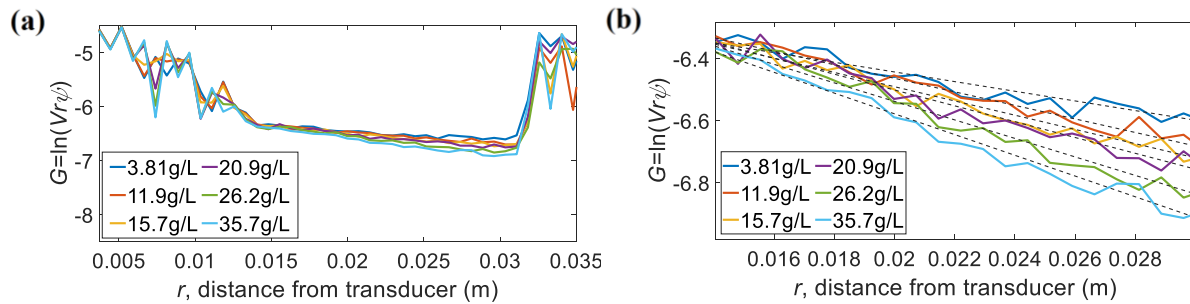 (a)
G=ln(Vrψ)
-5
-6
-7
-8
3.81g/L 20.9g/L
11.9g/L 26.2g/L
15.7g/L 35.7g/L
0.005 0.01 0.015 0.02 0.025 0.03 0.035
r, distance from transducer (m)
(b)
G=ln(Vrψ)
-6.4
-6.6
-6.8
3.81g/L 20.9g/L
11.9g/L 26.2g/L
15.7g/L 35.7g/L
0.016 0.018 0.02 0.022 0.024 0.026 0.028
r, distance from transducer (m)